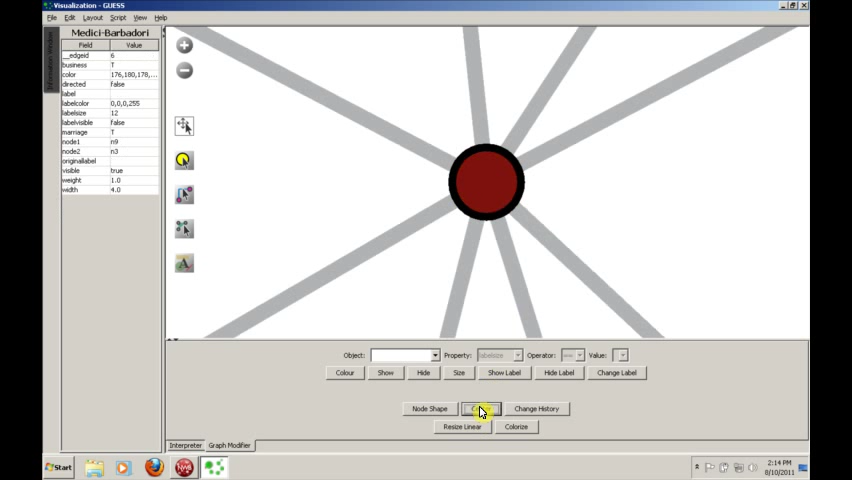 Visualization - GUESS
File Edit Layout Script View Help
Information Window
Medici-Barbadori
Field Value
__edgeid 6
business T
color 176,180,178,...
directed false
label
labelcolor 0,0,0,255
labelsize 12
labelvisible false
marriage T
node1 n9
node2 n3
originallabel
visible true
weight 1.0
width 4.0
Object: Property: labelsize Operator: Value:
Colour Show Hide Size Show Label Hide Label Change Label
Node Shape Change History
Resize Linear Colorize
Interpreter Graph Modifier
Start 2:14 PM
8/10/2011